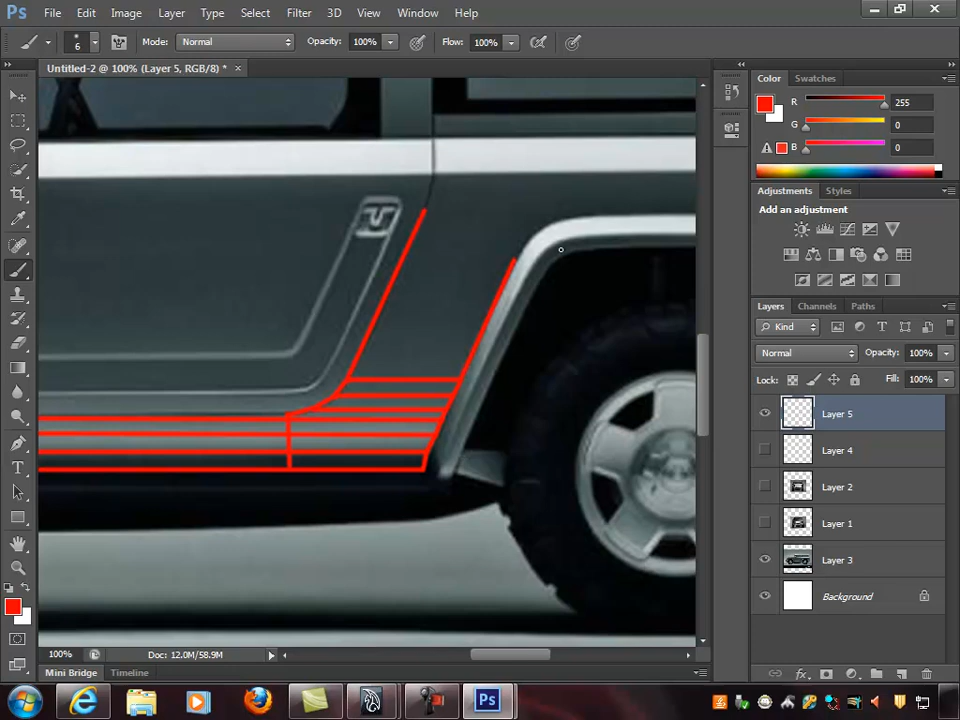 Ps File Edit Image Layer Type Select Filter 3D View Window Help
6 Mode: Normal Opacity: 100% Flow: 100%
Untitled-2 @ 100% (Layer 5, RGB/8) * ×
Color Swatches
R 255
G 0
B 0
Adjustments Styles
Add an adjustment
Layers Channels Paths
Kind T
Normal Opacity: 100%
Lock: Fill: 100%
Layer 5
Layer 4
Layer 2
Layer 1
Layer 3
Background
100% Doc: 12.0M/58.9M
Mini Bridge Timeline
fx
Ps